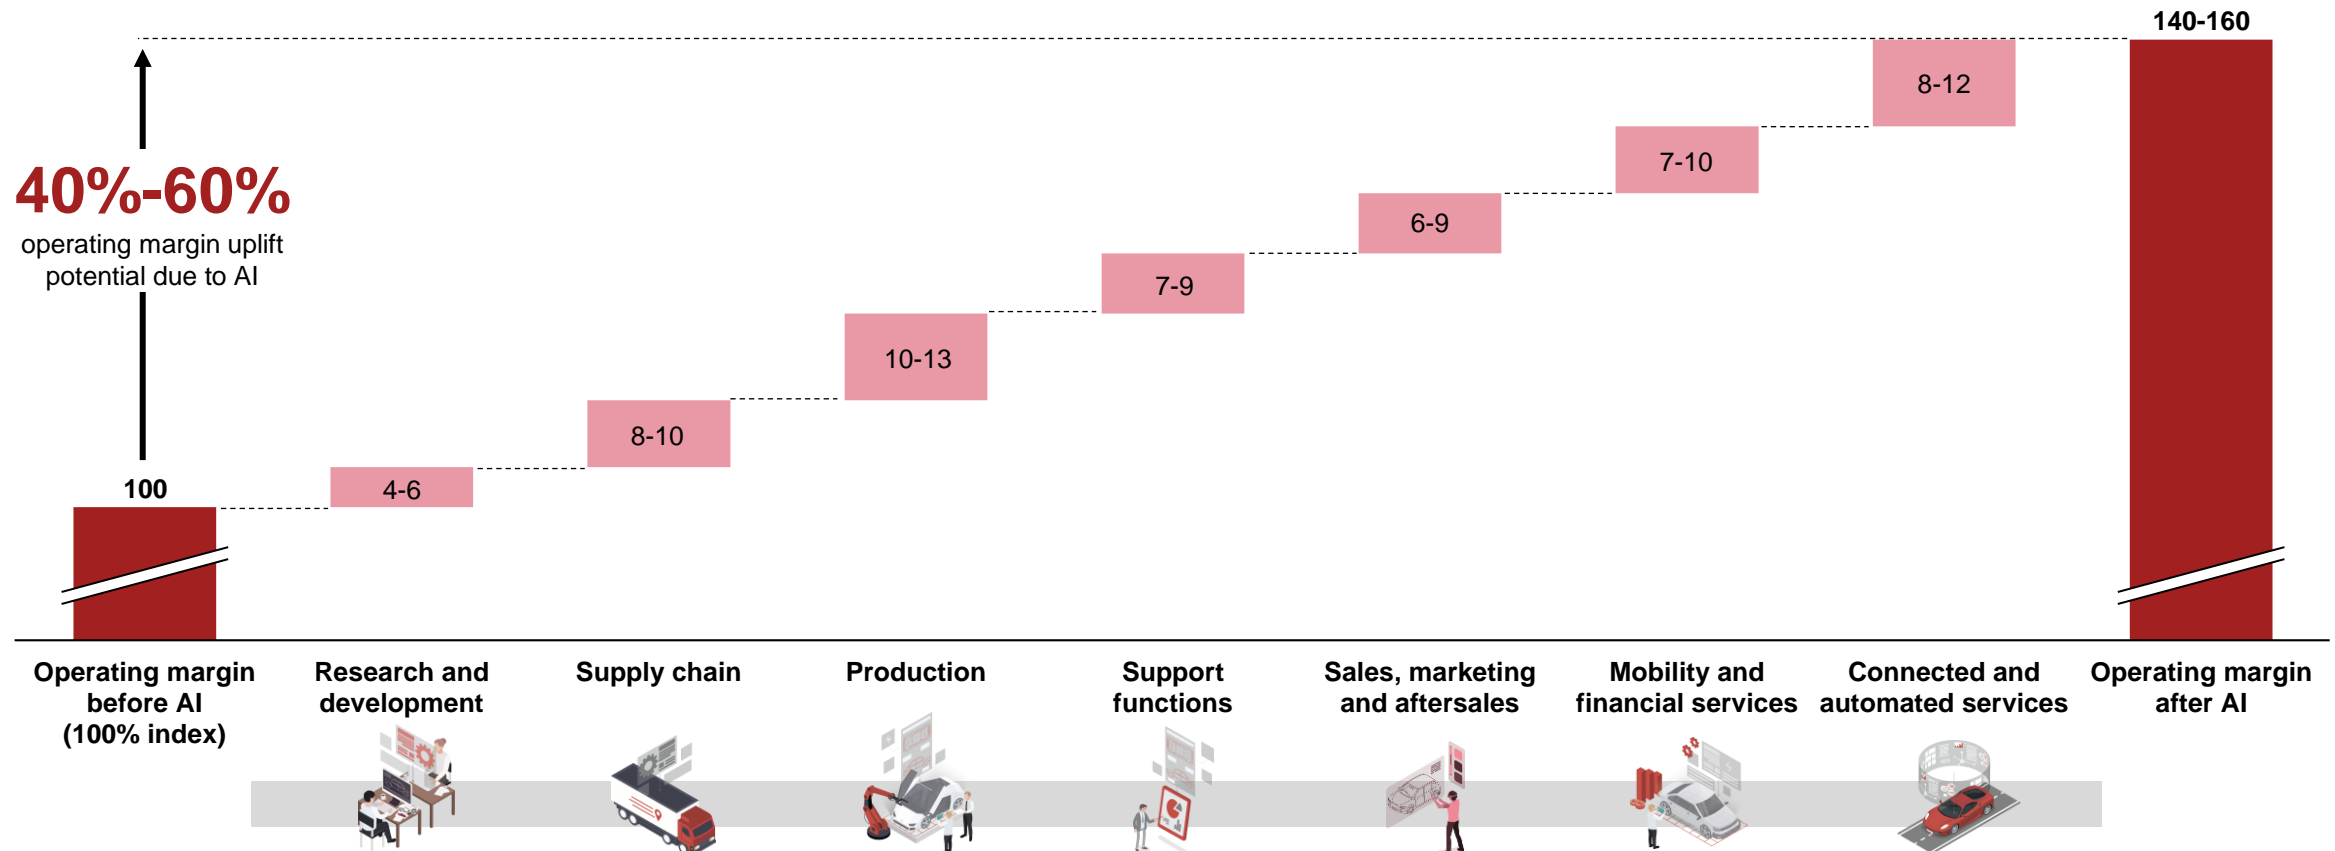 140-160
8-12
7-10
6-9
7-9
10-13
8-10
4-6
40%-60%
operating margin uplift
potential due to AI
100
Operating margin
before AI
(100% index)
Research and
development
Supply chain
Production
Support
functions
Sales, marketing
and aftersales
Mobility and
financial services
Connected and
automated services
Operating margin
after AI